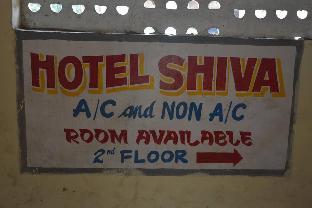 HOTEL SHIVA
A/C and NON A/C
ROOM AVAILABLE
2nd FLOOR